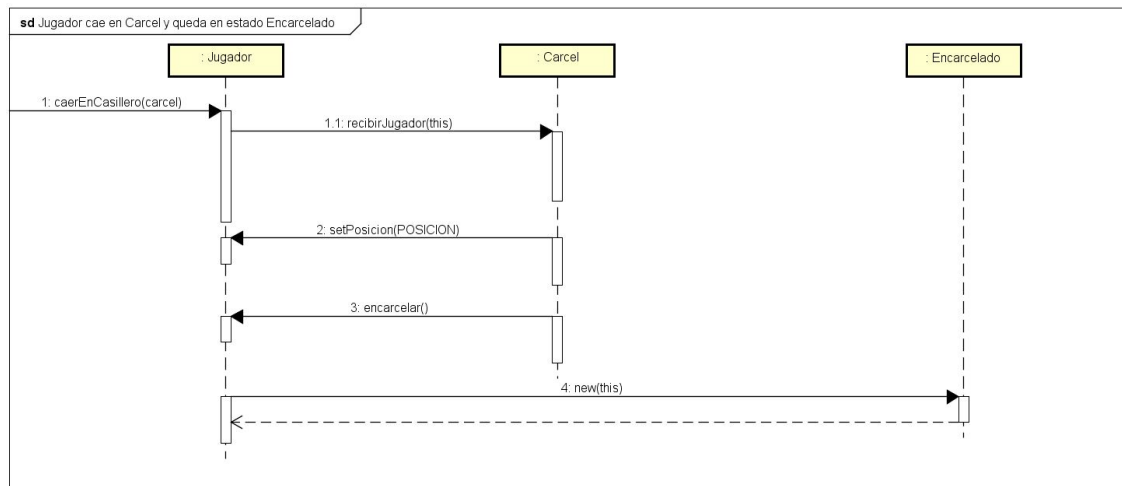 sd Jugador cae en Carcel y queda en estado Encarcelado
: Jugador
: Carcel
: Encarcelado
1: caerEnCasillero(carcel)
1.1: recibirJugador(this)
2: setPosicion(POSICION)
3: encarcelar()
4: new(this)